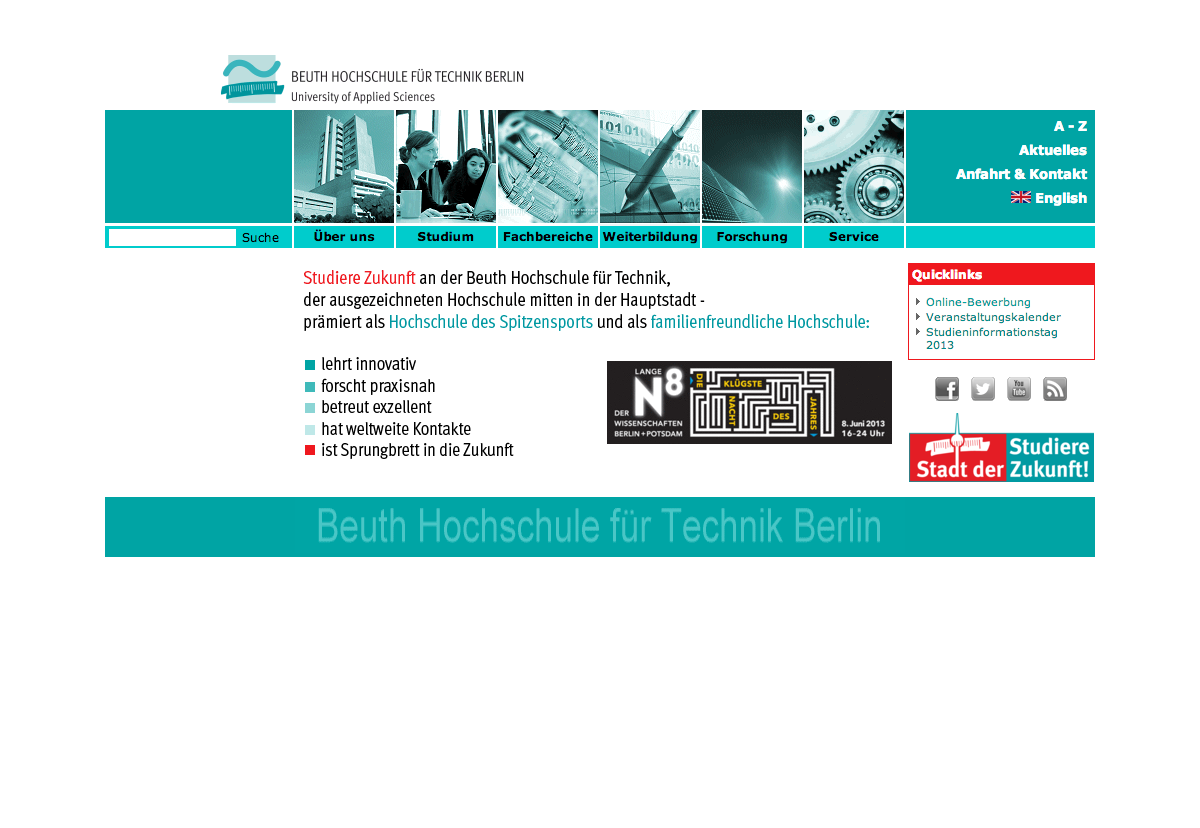 BEUTH HOCHSCHULE FÜR TECHNIK BERLIN
University of Applied Sciences
A - Z
Aktuelles
Anfahrt & Kontakt
English
Suche
Über uns
Studium
Fachbereiche
Weiterbildung
Forschung
Service
Studiere Zukunft an der Beuth Hochschule für Technik,
der ausgezeichneten Hochschule mitten in der Hauptstadt -
prämiert als Hochschule des Spitzensports und als familienfreundliche Hochschule:
lehrt innovativ
forscht praxisnah
betreut exzellent
hat weltweite Kontakte
ist Sprungbrett in die Zukunft
LANGE
N8
DER
WISSENSCHAFTEN
BERLIN + POTSDAM
DIE
KLÜGSTE
NACHT
DES
JAHRES
8. Juni 2013
16-24 Uhr
Quicklinks
Online-Bewerbung
Veranstaltungskalender
Studieninformationstag
2013
You
Tube
Studiere
Stadt der Zukunft!
Beuth Hochschule für Technik Berlin